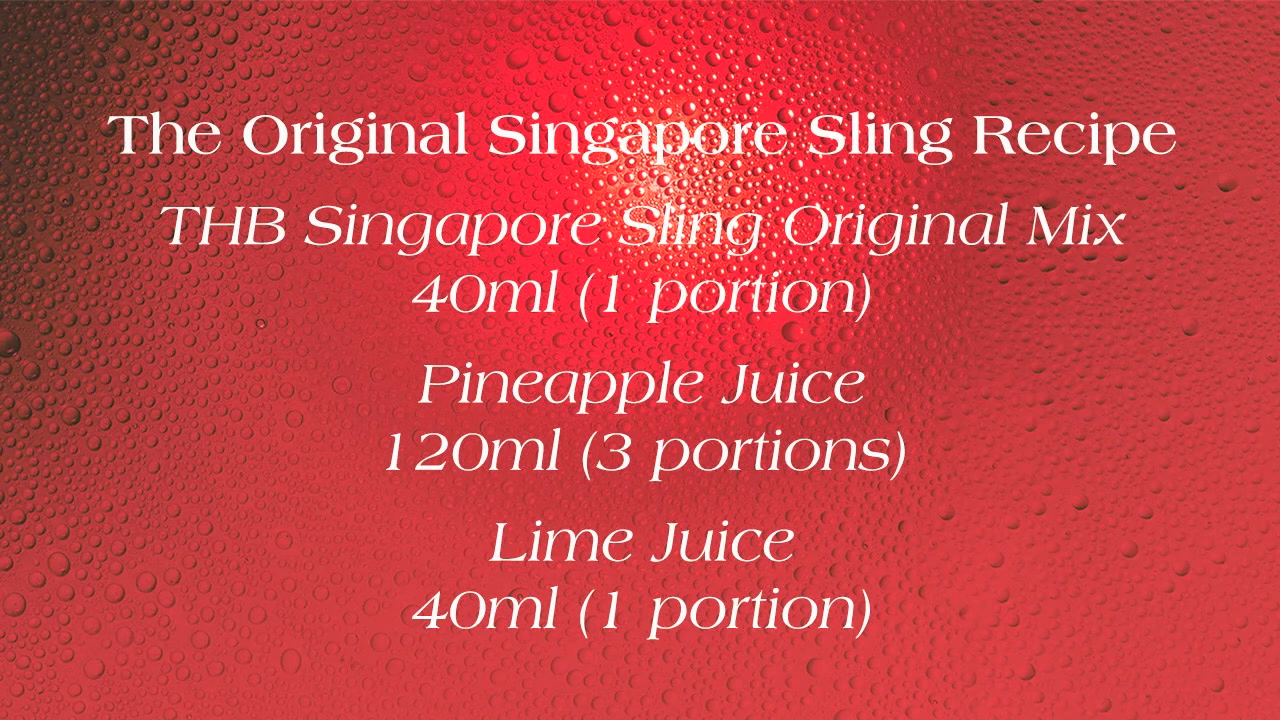 The Original Singapore Sling Recipe
THB Singapore Sling Original Mix
40ml (1 portion)
Pineapple Juice
120ml (3 portions)
Lime Juice
40ml (1 portion)